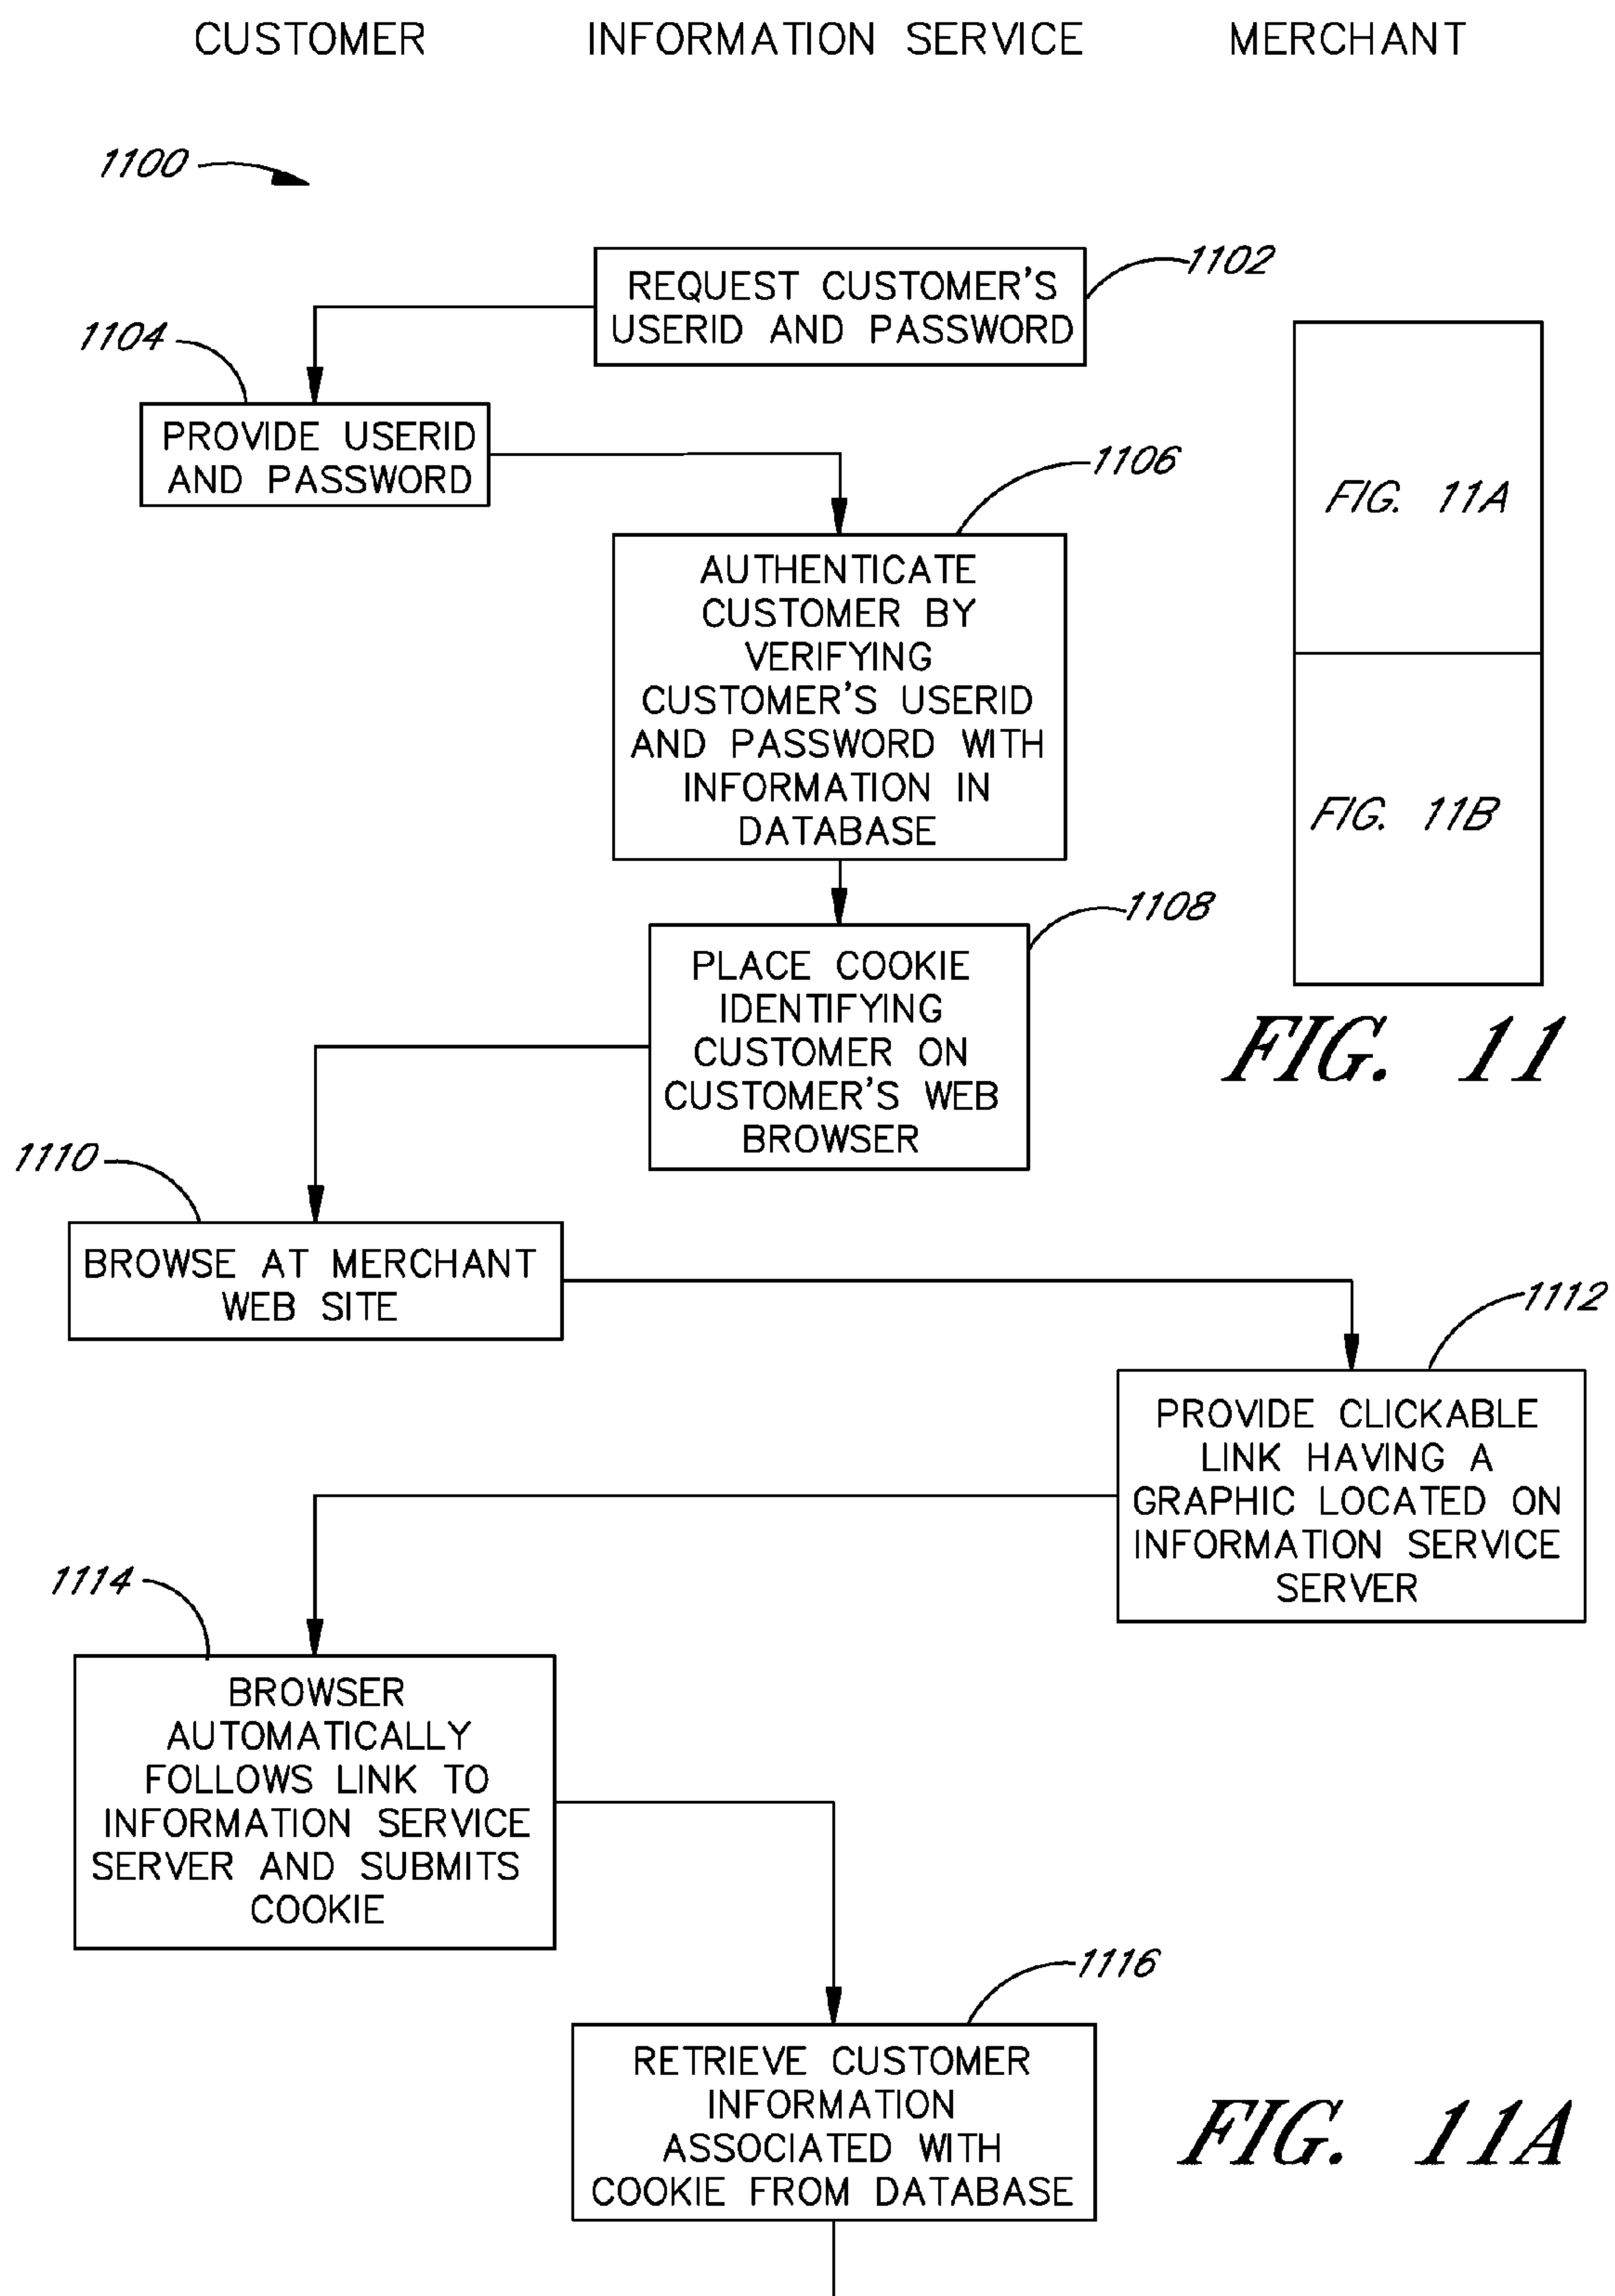 CUSTOMER INFORMATION SERVICE MERCHANT
1100
1102
REQUEST CUSTOMER'S
USERID AND PASSWORD
1104
PROVIDE USERID
AND PASSWORD
1106
AUTHENTICATE
CUSTOMER BY
VERIFYING
CUSTOMER'S USERID
AND PASSWORD WITH
INFORMATION IN
DATABASE
FIG. 11A
FIG. 11B
FIG. 11
1108
PLACE COOKIE
IDENTIFYING
CUSTOMER ON
CUSTOMER'S WEB
BROWSER
1110
BROWSE AT MERCHANT
WEB SITE
1112
PROVIDE CLICKABLE
LINK HAVING A
GRAPHIC LOCATED ON
INFORMATION SERVICE
SERVER
1114
BROWSER
AUTOMATICALLY
FOLLOWS LINK TO
INFORMATION SERVICE
SERVER AND SUBMITS
COOKIE
1116
RETRIEVE CUSTOMER
INFORMATION
ASSOCIATED WITH
COOKIE FROM DATABASE
FIG. 11A